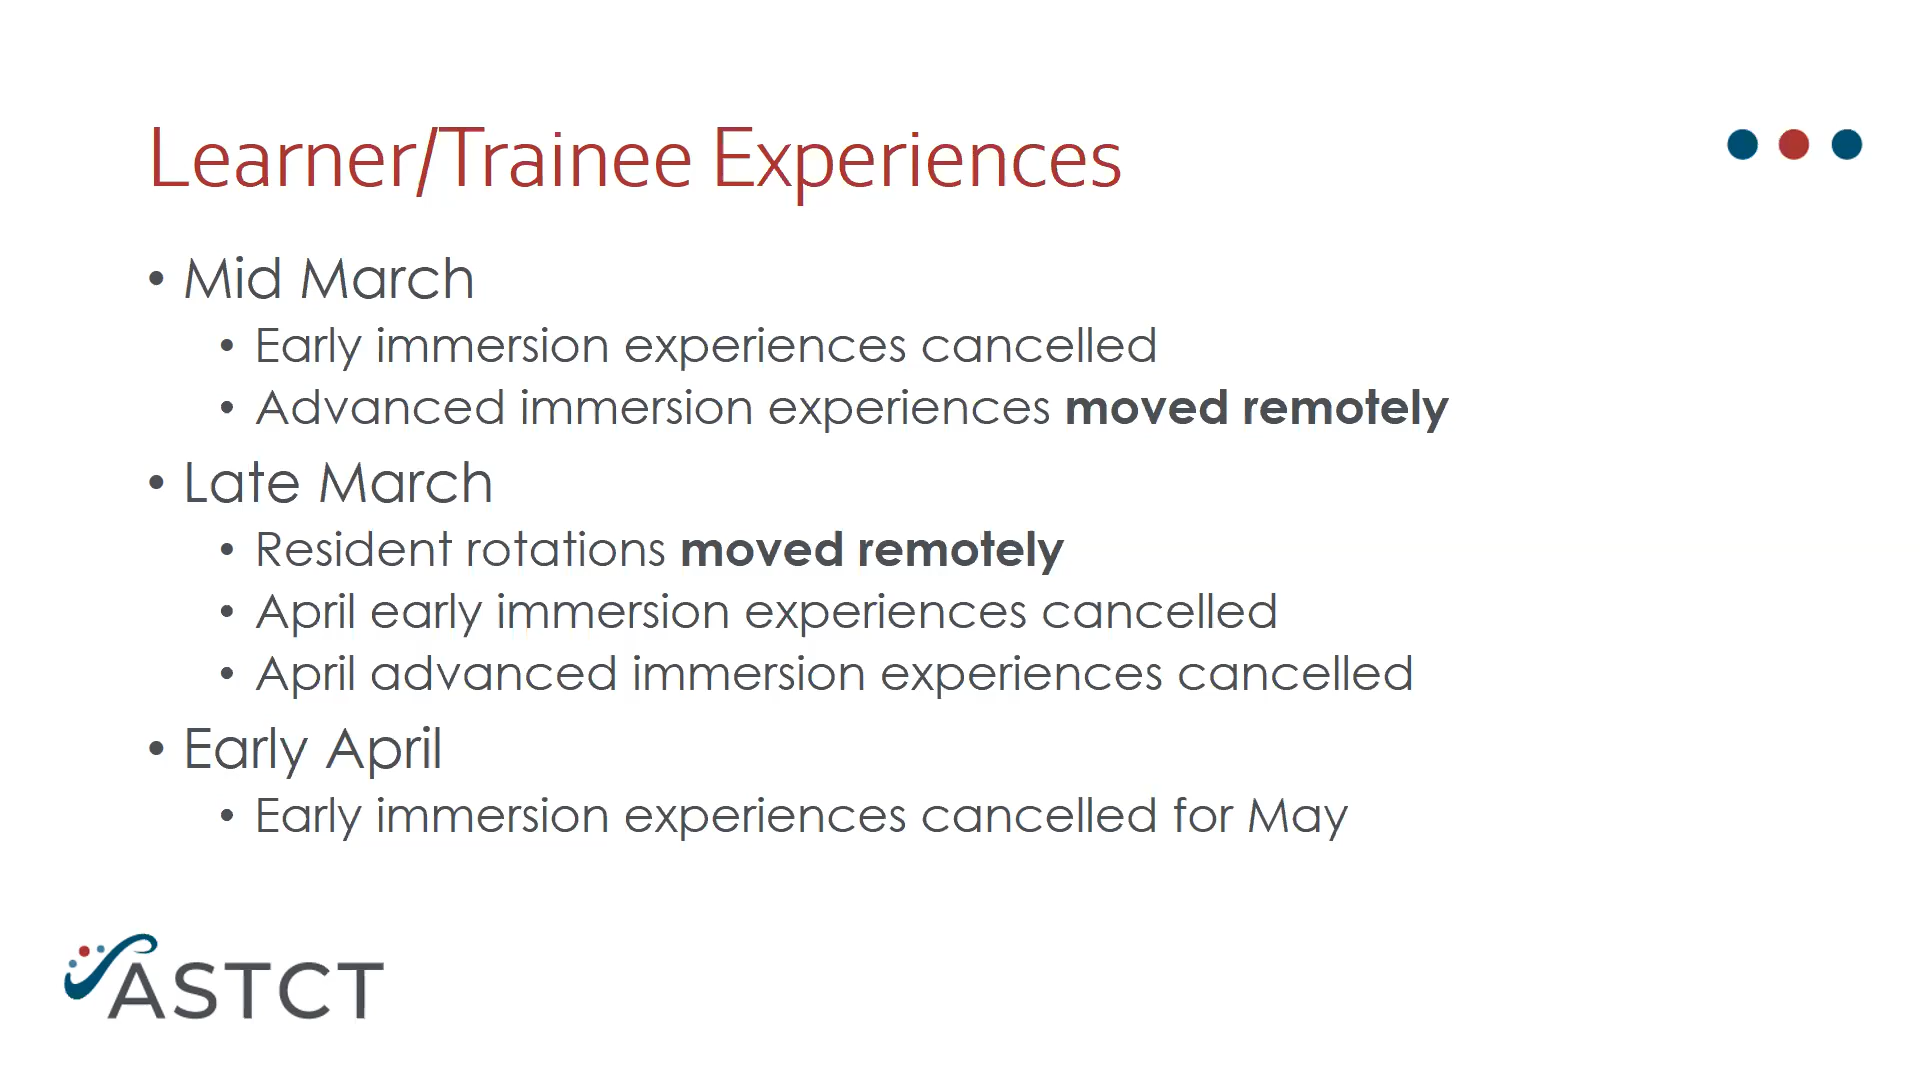 Learner/Trainee Experiences
• Mid March
• Early immersion experiences cancelled
• Advanced immersion experiences moved remotely
• Late March
• Resident rotations moved remotely
• April early immersion experiences cancelled
• April advanced immersion experiences cancelled
• Early April
• Early immersion experiences cancelled for May
ASTCT